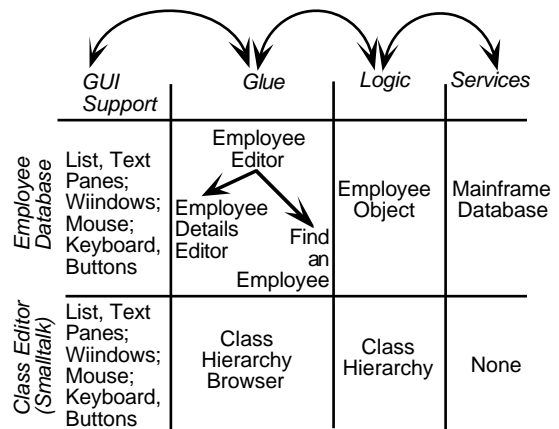 GUI
Support
Glue
Logic
Services
Employee
Database
List, Text
Panes;
Wiindows;
Mouse;
Keyboard,
Buttons
Employee
Editor
Employee
Details
Editor
Find
an
Employee
Employee
Object
Mainframe
Database
Class Editor
(Smalltalk)
List, Text
Panes;
Wiindows;
Mouse;
Keyboard,
Buttons
Class
Hierarchy
Browser
Class
Hierarchy
None